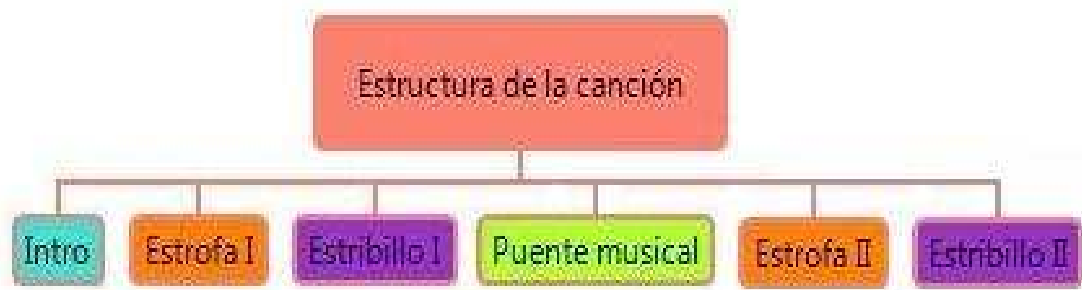 Estructura de la canción
Intro
Estrofa I
Estribillo I
Puente musical
Estrofa II
Estribillo II